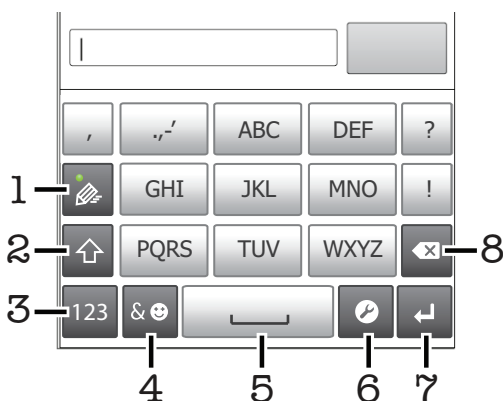 , .,-′ ABC DEF ?
1 GHI JKL MNO !
2 PQRS TUV WXYZ 8
3 123 &
4 5 6 7